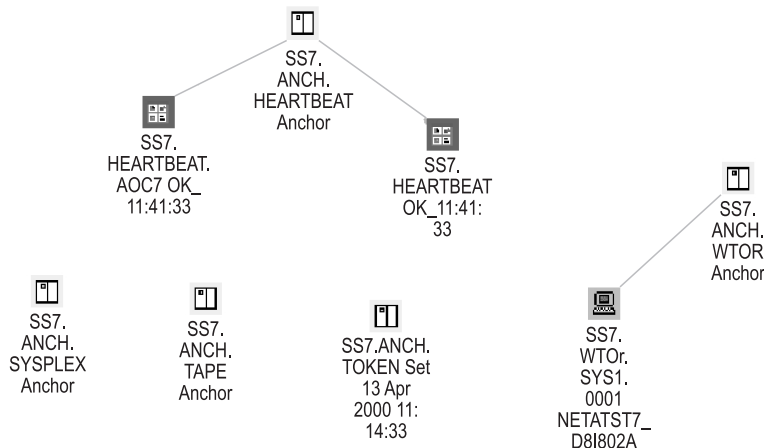 SS7.
ANCH.
HEARTBEAT
Anchor
SS7.
HEARTBEAT.
AOC7 OK_
11:41:33
SS7.
HEARTBEAT
OK_11:41:
33
SS7.
ANCH.
WTOR
Anchor
SS7.
ANCH.
SYSPLEX
Anchor
SS7.
ANCH.
TAPE
Anchor
SS7.ANCH.
TOKEN Set
13 Apr
2000 11:
14:33
SS7.
WTOr.
SYS1.
0001
NETATST7_
D8I802A